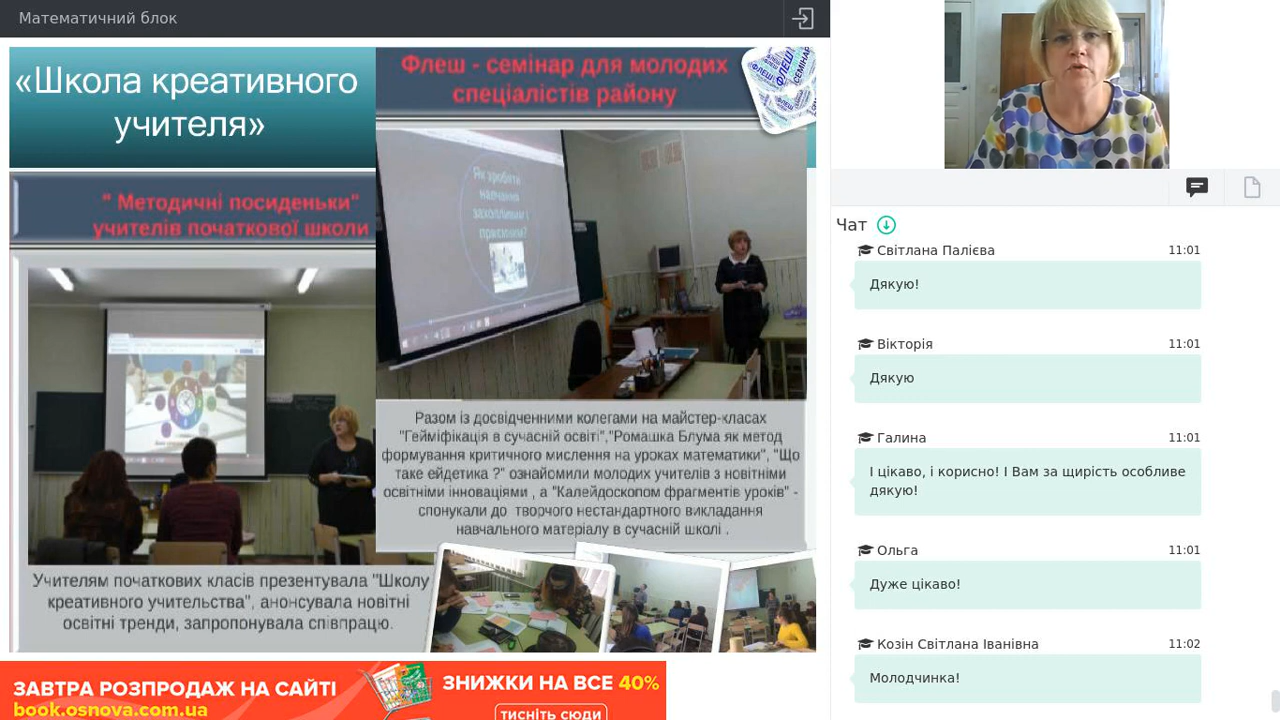 Математичний блок
«Школа креативного
учителя»
Флеш - семінар для молодих
спеціалістів району
" Методичні посиденьки"
учителів початкової школи
Як зробити
навчання
захопливим і
приємним?
Разом із досвідченними колегами на майстер-класах
"Гейміфікація в сучасній освіті","Ромашка Блума як метод
формування критичного мислення на уроках математики", "Що
таке ейдетика ?" ознайомили молодих учителів з новітніми
освітніми інноваціями , а "Калейдоскопом фрагментів уроків" -
спонукали до творчого нестандартного викладання
навчального матеріалу в сучасній школі .
Учителям початкових класів презентувала "Школу
креативного учительства", анонсувала новітні
освітні тренди, запропонувала співпрацю.
ЗАВТРА РОЗПРОДАЖ НА САЙТІ
book.osnova.com.ua
ЗНИЖКИ НА ВСЕ 40%
тисніть сюди
Чат
Світлана Палієва 11:01
Дякую!
Вікторія 11:01
Дякую
Галина 11:01
І цікаво, і корисно! І Вам за щирість особливе
дякую!
Ольга 11:01
Дуже цікаво!
Козін Світлана Іванівна 11:02
Молодчинка!